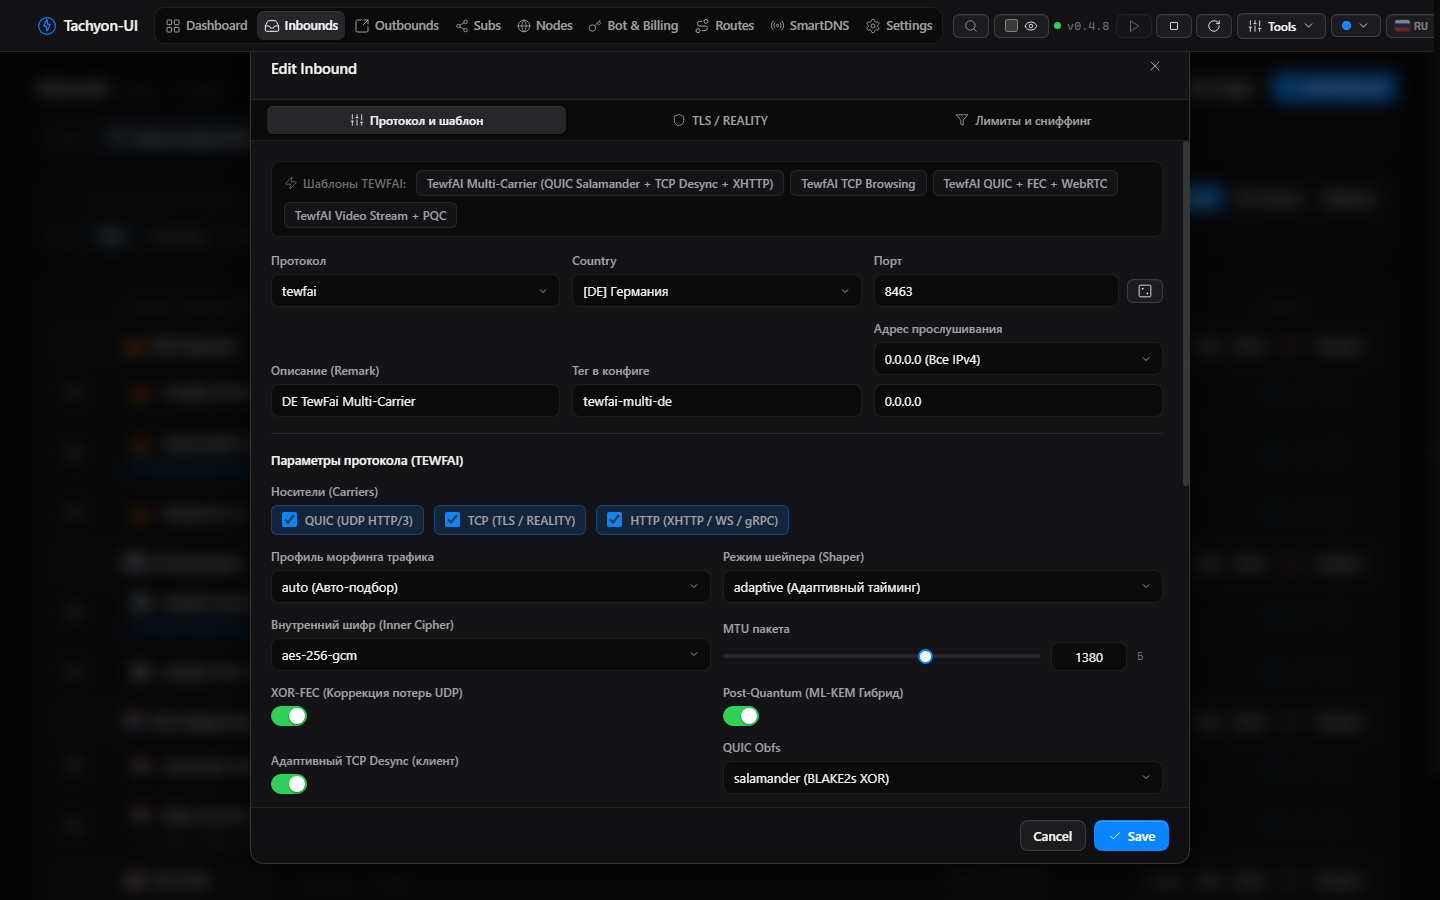 Tachyon-UI
Dashboard
Inbounds
Outbounds
Subs
Nodes
Bot & Billing
Routes
SmartDNS
Settings
v0.4.8
Tools
RU
Edit Inbound
Протокол и шаблон
TLS / REALITY
Лимиты и сниффинг
Шаблоны TEWFAI:
TewfAI Multi-Carrier (QUIC Salamander + TCP Desync + XHTTP)
TewfAI TCP Browsing
TewfAI QUIC + FEC + WebRTC
TewfAI Video Stream + PQC
Протокол
Country
Порт
tewfai
[DE] Германия
8463
Адрес прослушивания
0.0.0.0 (Все IPv4)
Описание (Remark)
Тег в конфиге
DE TewFai Multi-Carrier
tewfai-multi-de
0.0.0.0
Параметры протокола (TEWFAI)
Носители (Carriers)
QUIC (UDP HTTP/3)
TCP (TLS / REALITY)
HTTP (XHTTP / WS / gRPC)
Профиль морфинга трафика
Режим шейпера (Shaper)
auto (Авто-подбор)
adaptive (Адаптивный тайминг)
Внутренний шифр (Inner Cipher)
MTU пакета
aes-256-gcm
1380
Б
XOR-FEC (Коррекция потерь UDP)
Post-Quantum (ML-KEM Гибрид)
QUIC Obfs
Адаптивный TCP Desync (клиент)
salamander (BLAKE2s XOR)
Cancel
Save